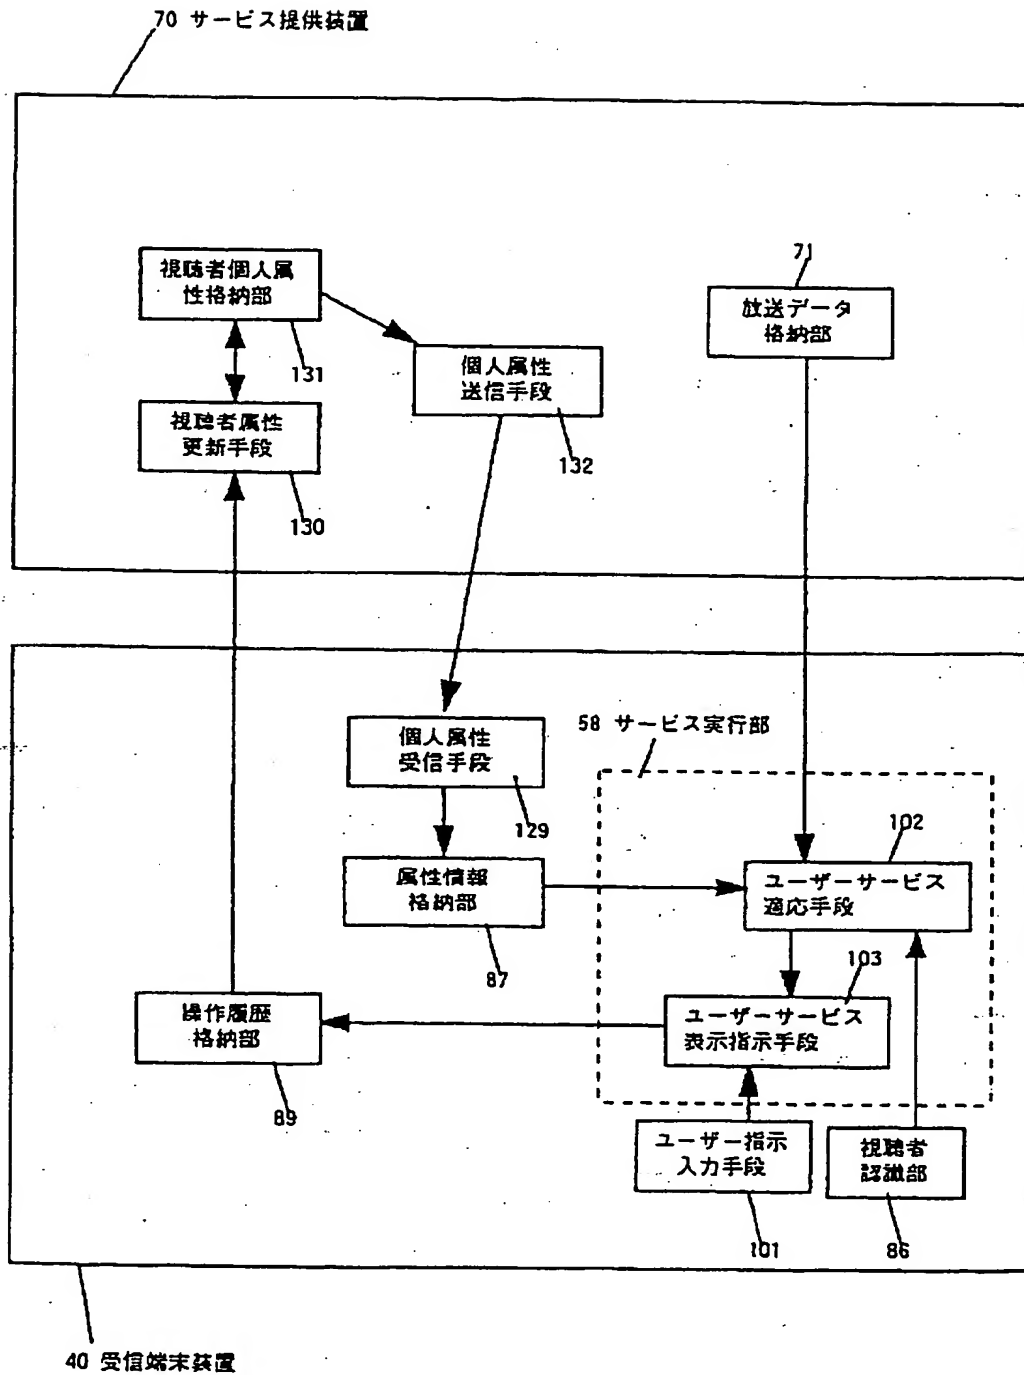 70 サービス提供装置
71
視聴者個人属
性格納部
放送データ
格納部
131
個人属性
送信手段
視聴者属性
更新手段
132
130
58 サービス実行部
個人属性
受信手段
129
102
属性情報
格納部
ユーザーサービス
適応手段
87
103
操作履歴
格納部
ユーザーサービス
表示指示手段
89
ユーザー指示
入力手段
視聴者
認識部
101
86
40 受信端末装置